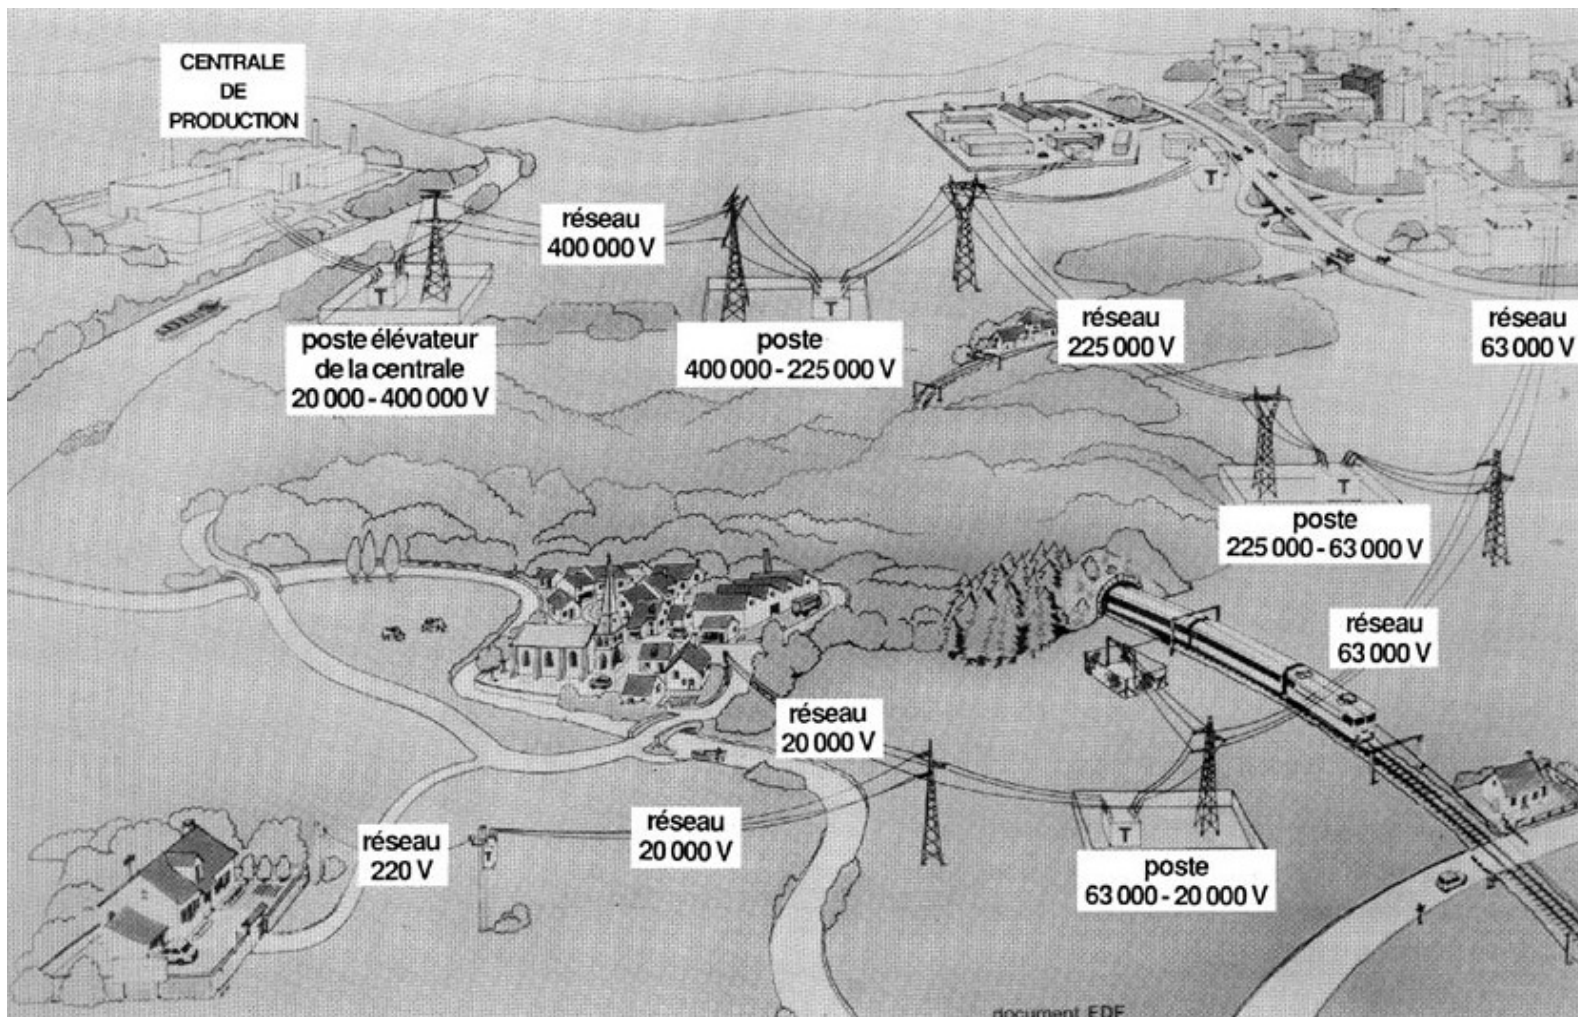 CENTRALE
DE
PRODUCTION
T
réseau
400 000 V
T
T
poste élévateur
de la centrale
20 000 - 400 000 V
poste
400 000 - 225 000 V
réseau
225 000 V
réseau
63 000 V
T
poste
225 000 - 63 000 V
réseau
63 000 V
réseau
20 000 V
réseau
220 V
T
réseau
20 000 V
T
poste
63 000 - 20 000 V
document EDF